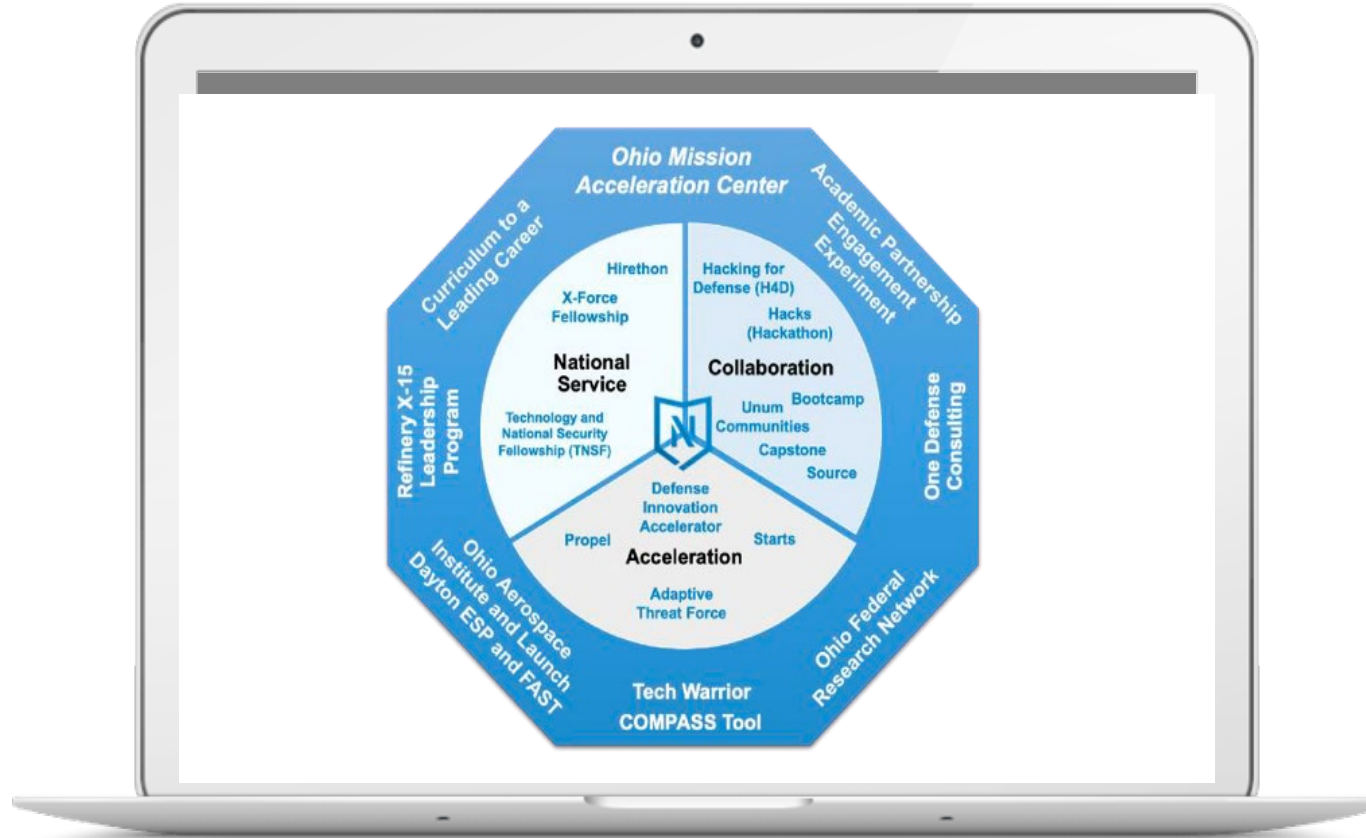 Ohio Mission
Acceleration Center
Academic Partnership
Engagement
Experiment
One Defense
Consulting
Ohio Federal
Research Network
Tech Warrior
COMPASS Tool
Ohio Aerospace
Institute and Launch
Dayton ESP and FAST
Refinery X-15
Leadership
Program
Curriculum to a
Leading Career
Hirethon
X-Force
Fellowship
National
Service
Technology and
National Security
Fellowship (TNSF)
Hacking for
Defense (H4D)
Hacks
(Hackathon)
Collaboration
Bootcamp
Unum
Communities
Capstone
Source
Defense
Innovation
Accelerator
Propel
Starts
Acceleration
Adaptive
Threat Force